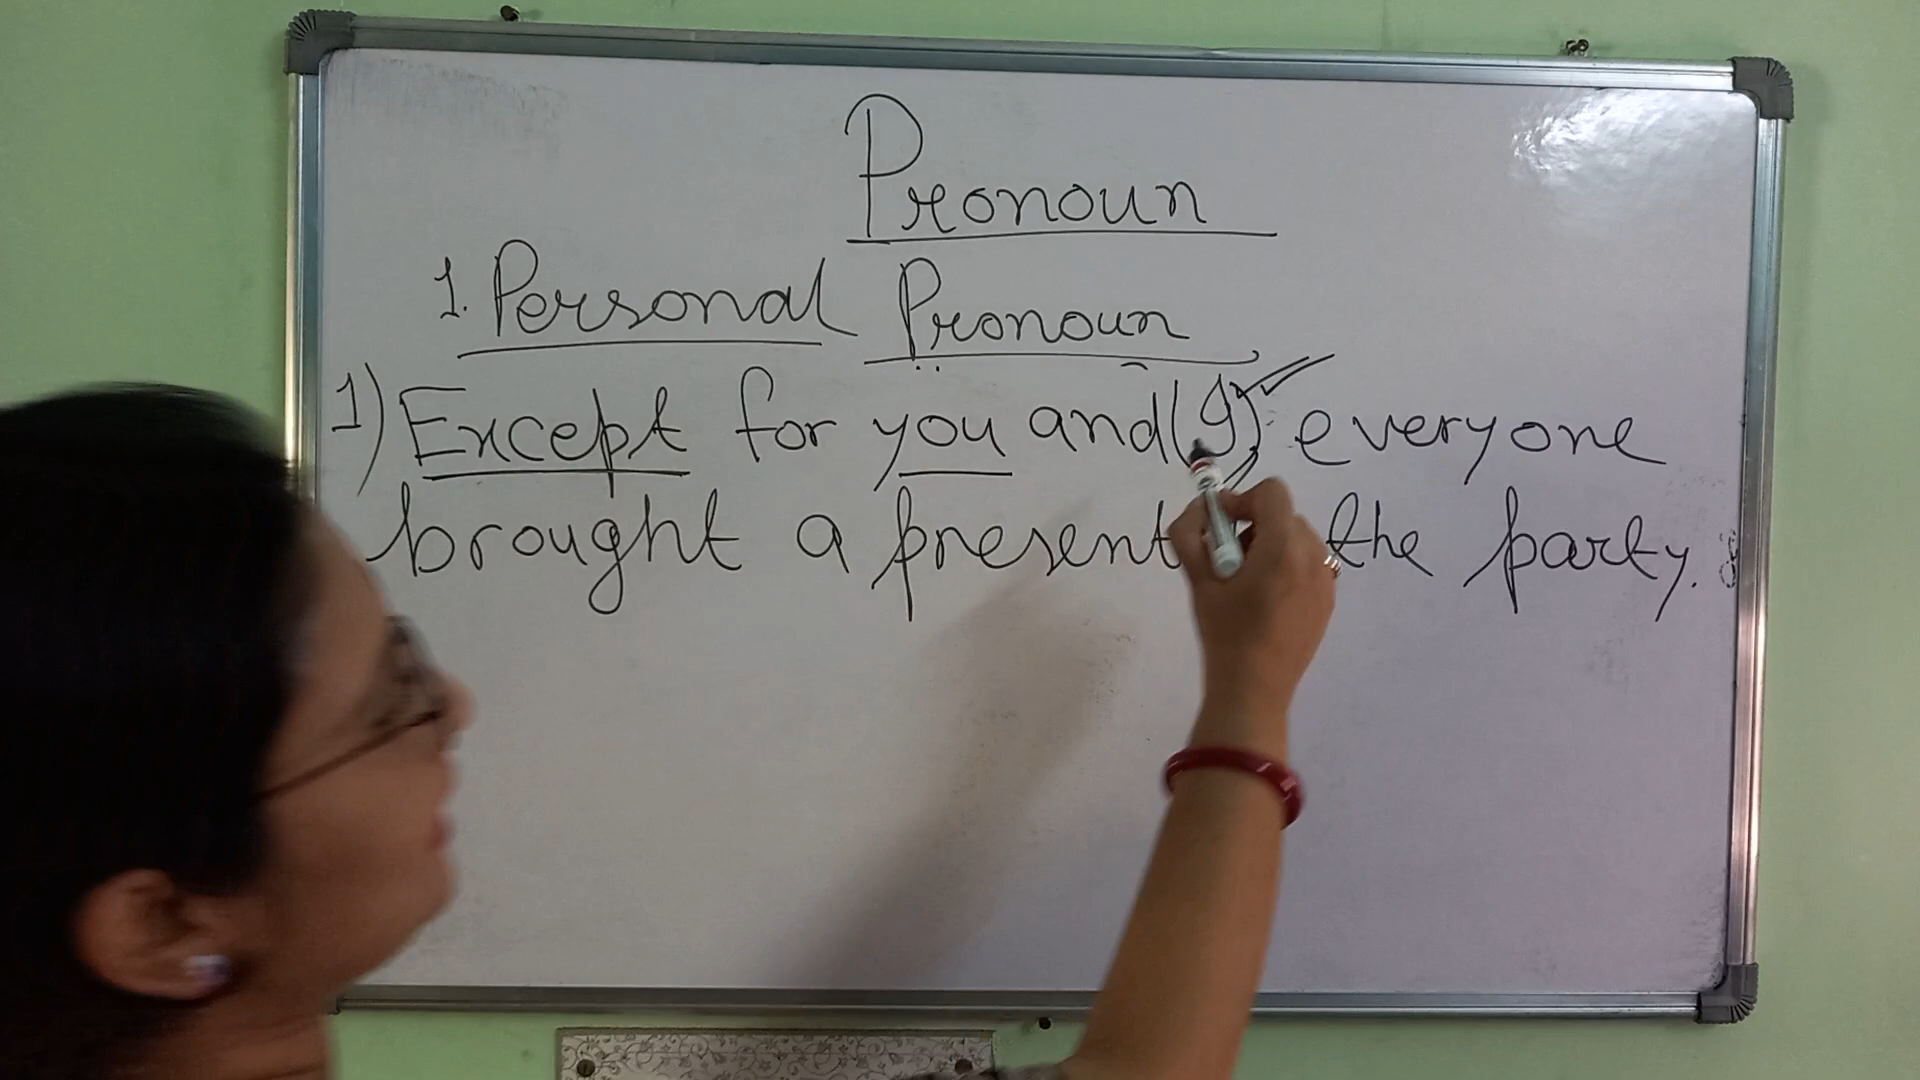 Pronoun
1. Personal Pronoun
1) Except for you and (I) everyone
brought a present the party.